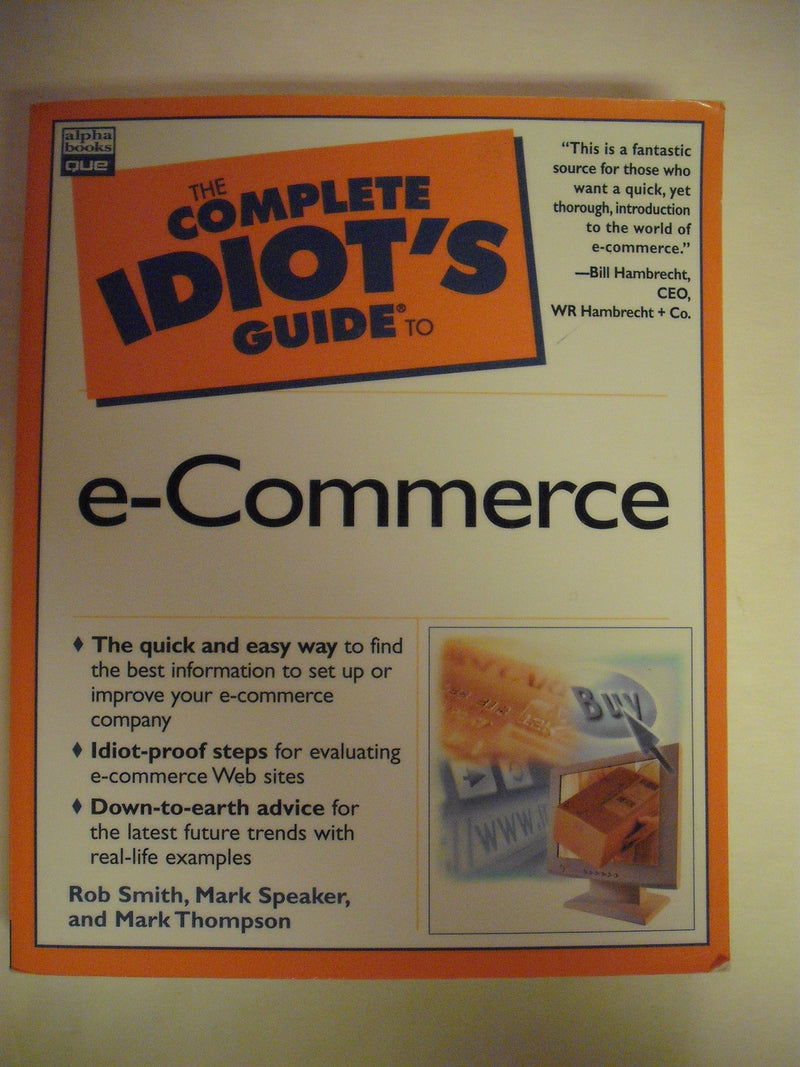 alpha
books
QUE
THE
COMPLETE
IDIOT'S
GUIDE® TO
“This is a fantastic
source for those who
want a quick, yet
thorough, introduction
to the world of
e-commerce.”
—Bill Hambrecht,
CEO,
WR Hambrecht + Co.
e-Commerce
♦ The quick and easy way to find
the best information to set up or
improve your e-commerce
company
♦ Idiot-proof steps for evaluating
e-commerce Web sites
♦ Down-to-earth advice for
the latest future trends with
real-life examples
Rob Smith, Mark Speaker,
and Mark Thompson
Buy
WWW.